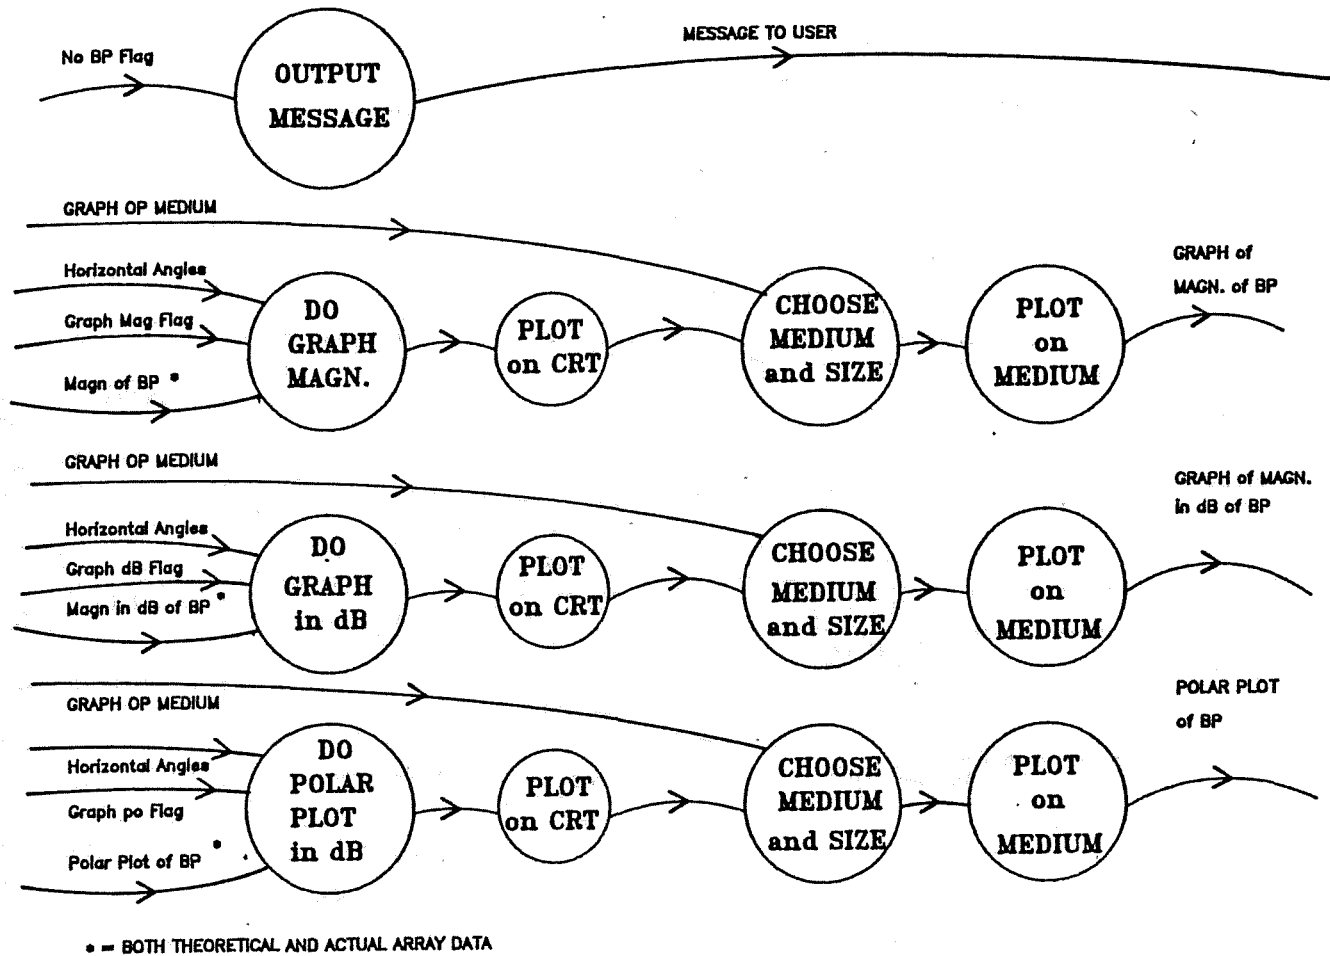 No BP Flag
OUTPUT
MESSAGE
MESSAGE TO USER
GRAPH OP MEDIUM
Horizontal Angles
Graph Mag Flag
Magn of BP *
DO
GRAPH
MAGN.
PLOT
on CRT
CHOOSE
MEDIUM
and SIZE
PLOT
on
MEDIUM
GRAPH of
MAGN. of BP
GRAPH OP MEDIUM
Horizontal Angles
Graph dB Flag
Magn in dB of BP *
DO
GRAPH
in dB
PLOT
on CRT
CHOOSE
MEDIUM
and SIZE
PLOT
on
MEDIUM
GRAPH of MAGN.
in dB of BP
GRAPH OP MEDIUM
Horizontal Angles
Graph po Flag
Polar Plot of BP *
DO
POLAR
PLOT
in dB
PLOT
on CRT
CHOOSE
MEDIUM
and SIZE
PLOT
on
MEDIUM
POLAR PLOT
of BP
* = BOTH THEORETICAL AND ACTUAL ARRAY DATA